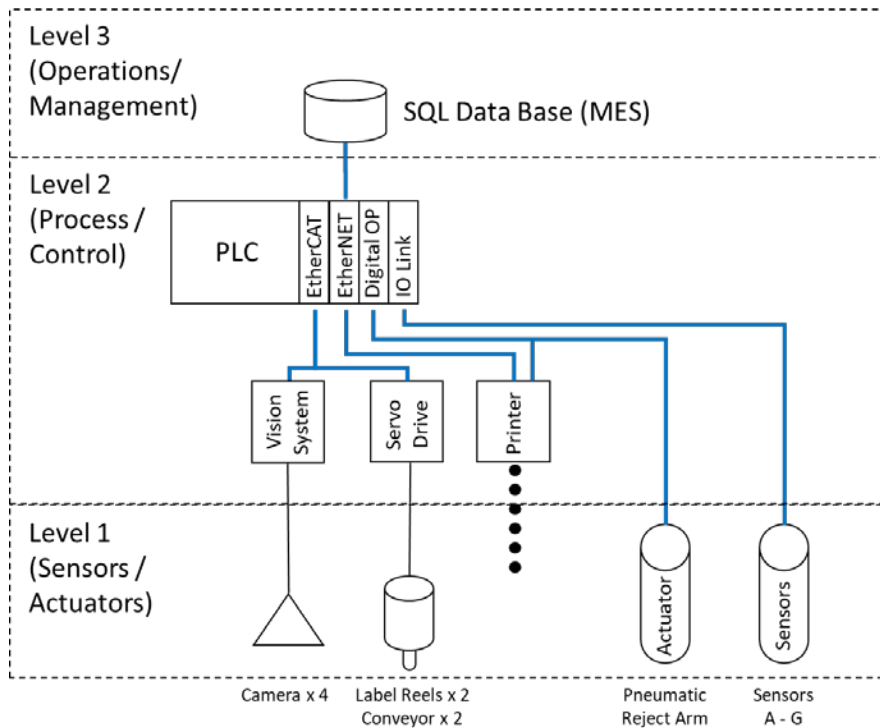 Level 3
(Operations/
Management)
SQL Data Base (MES)
Level 2
(Process /
Control)
PLC
EtherCAT
EtherNET
Digital OP
IO Link
Vision
System
Servo
Drive
Printer
Level 1
(Sensors /
Actuators)
Actuator
Sensors
Camera x 4
Label Reels x 2
Conveyor x 2
Pneumatic
Reject Arm
Sensors
A - G